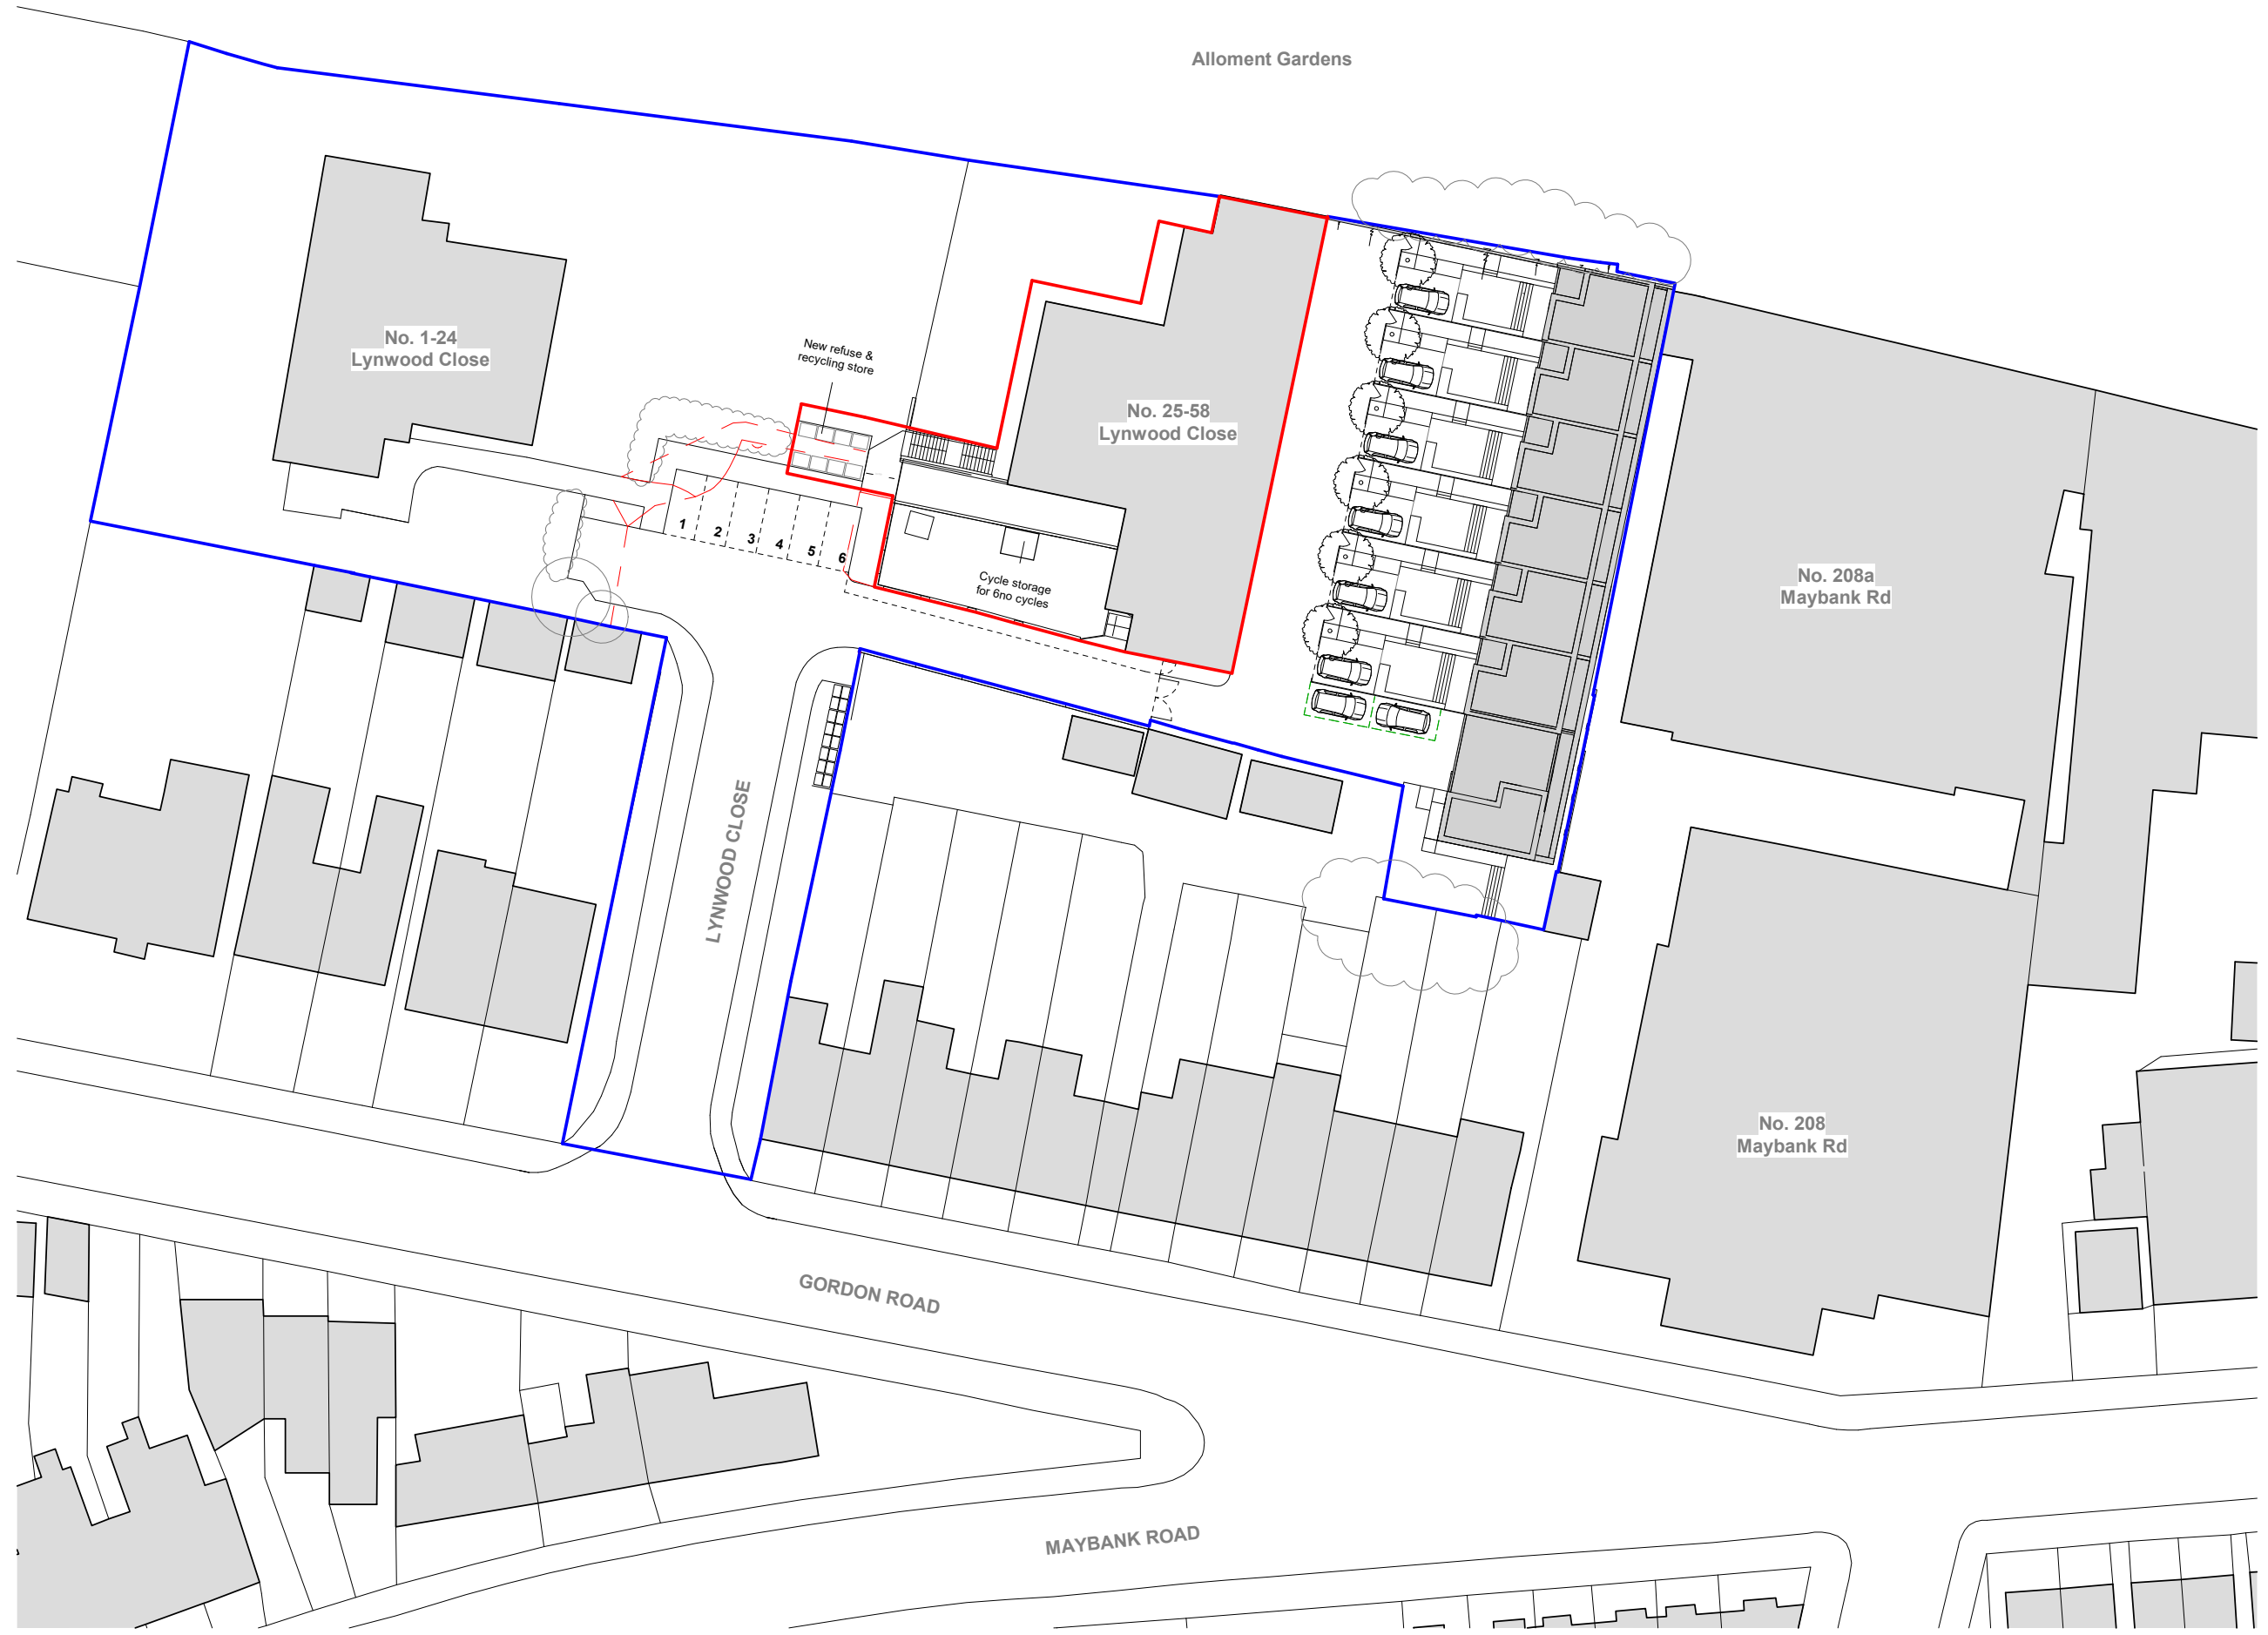 Alloment Gardens
No. 1-24
Lynwood Close
New refuse &
recycling store
No. 25-58
Lynwood Close
1
2
3
4
5
6
Cycle storage
for 6no cycles
No. 208a
Maybank Rd
LYNWOOD CLOSE
No. 208
Maybank Rd
GORDON ROAD
MAYBANK ROAD